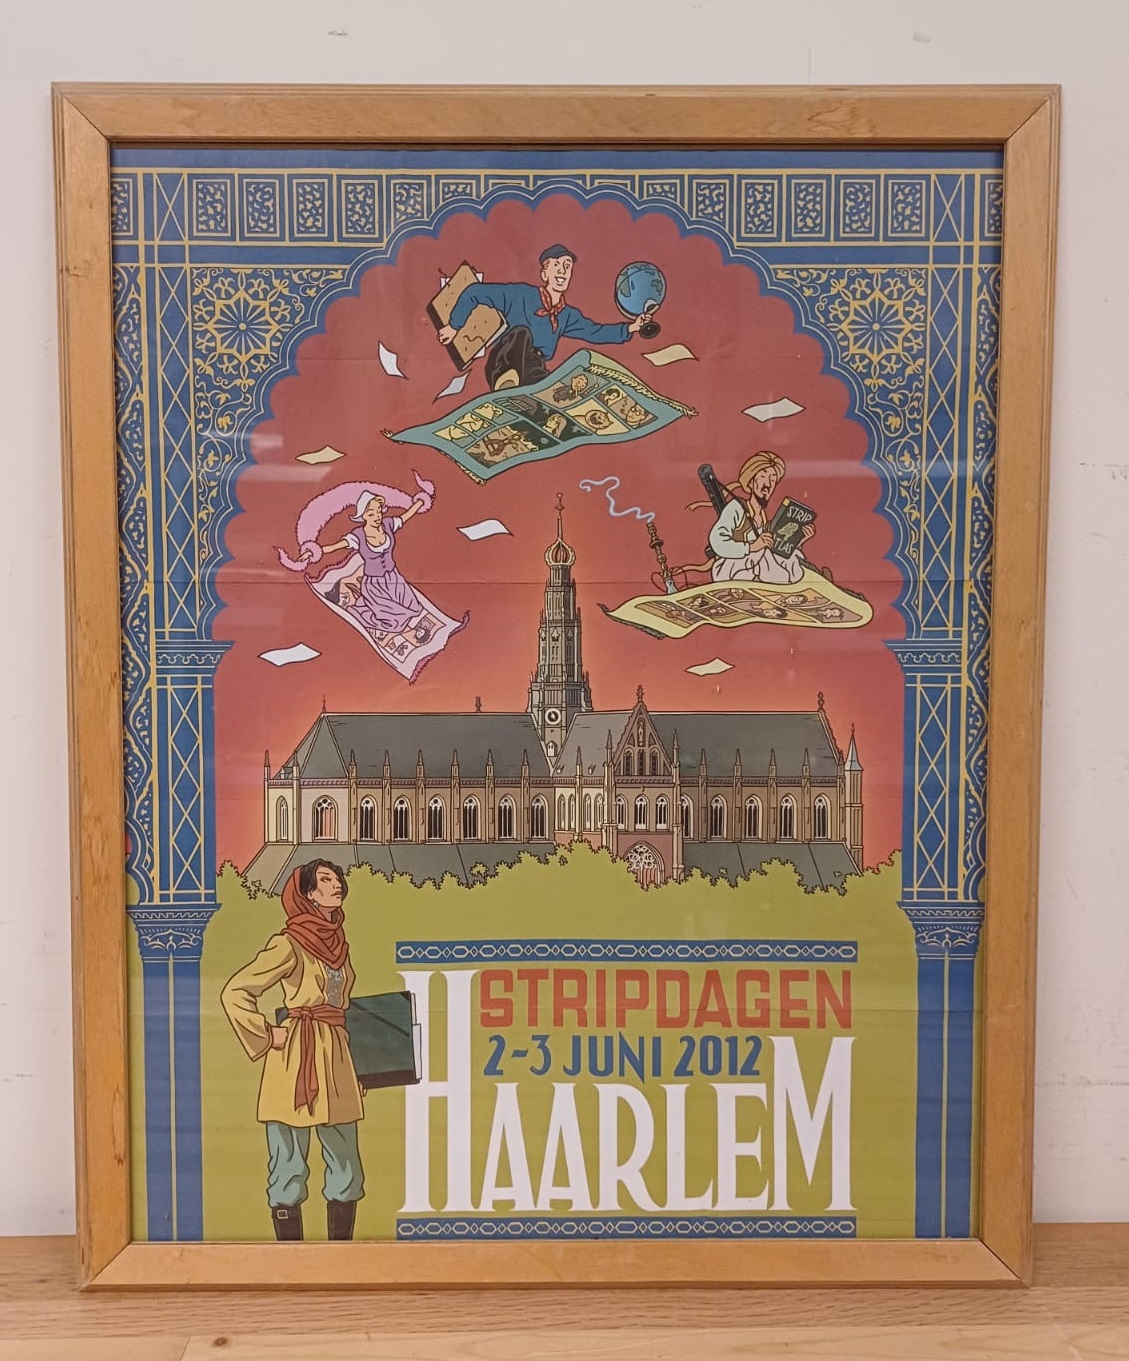 STRIP
STRIPDAGEN
2-3 JUNI 2012
HAARLEM